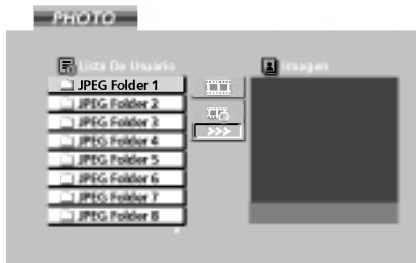 PHOTO
Lista De Usuario
Imagen
JPEG Folder 1
JPEG Folder 2
JPEG Folder 3
JPEG Folder 4
JPEG Folder 5
JPEG Folder 6
JPEG Folder 7
JPEG Folder 8
>>>